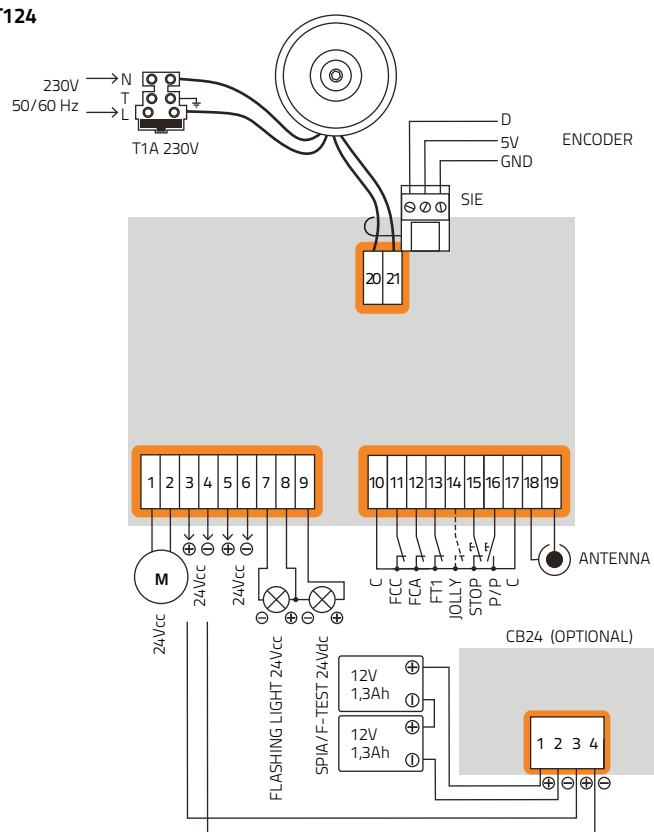 T124
230V
50/60 Hz
N
T
L
T1A 230V
D
5V
GND
ENCODER
SIE
20 21
1 2 3 4 5 6 7 8 9
10 11 12 13 14 15 16 17 18 19
M
24Vcc
24Vcc
24Vcc
FLASHING LIGHT 24Vcc
SPIA/F-TEST 24Vdc
C
FCC
FCA
FT1
JOLLY
STOP
P/P
C
ANTENNA
CB24 (OPTIONAL)
12V
1,3Ah
12V
1,3Ah
1 2 3 4